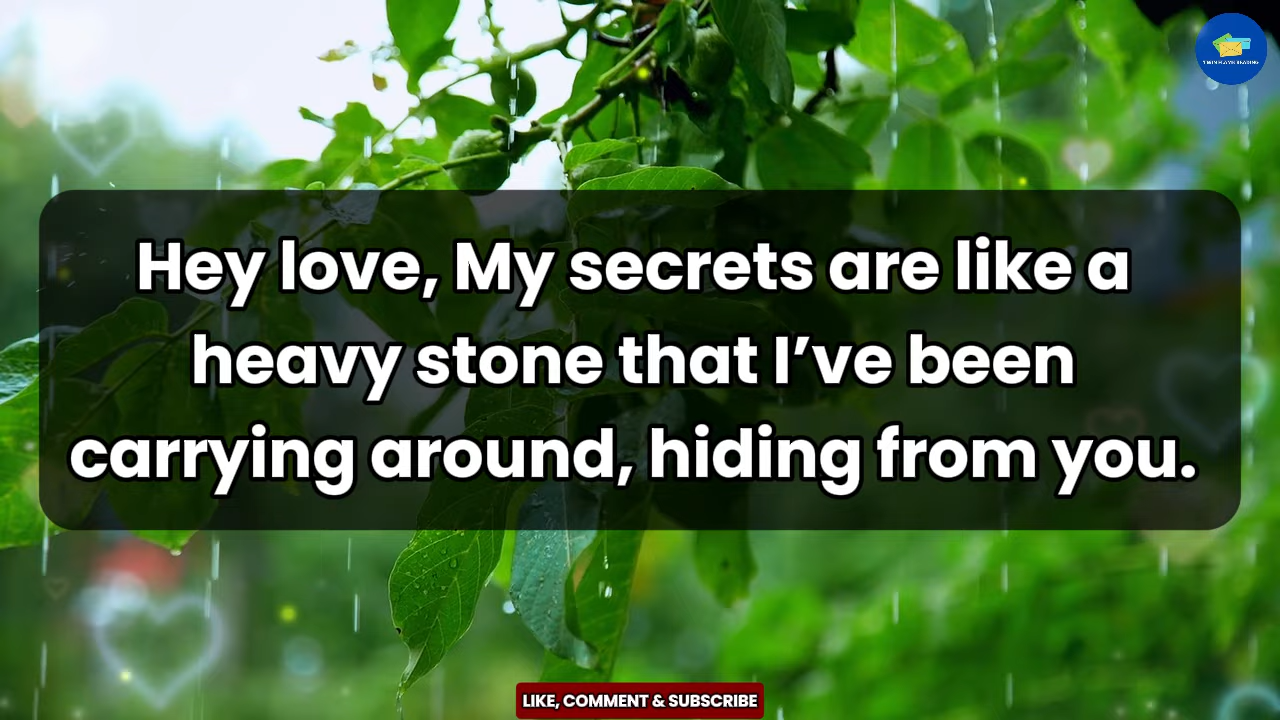 Hey love, My secrets are like a
heavy stone that I’ve been
carrying around, hiding from you.
LIKE, COMMENT & SUBSCRIBE